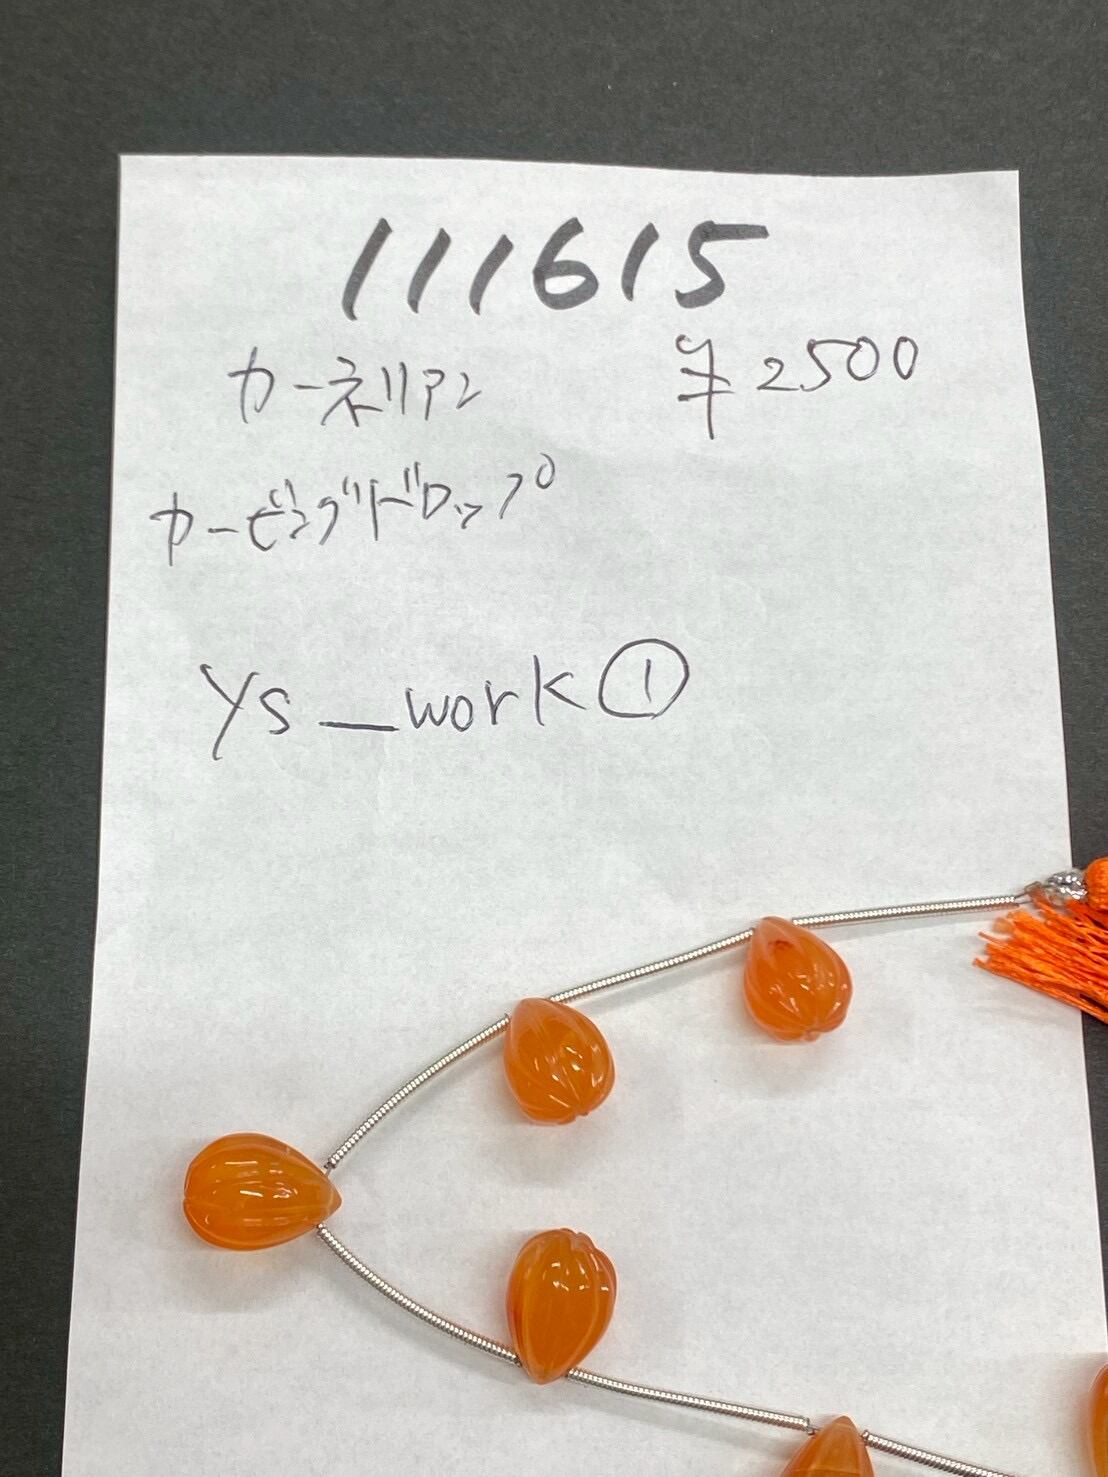 111615
カーネリアン ¥2500
カービングドロップ
ys_work①